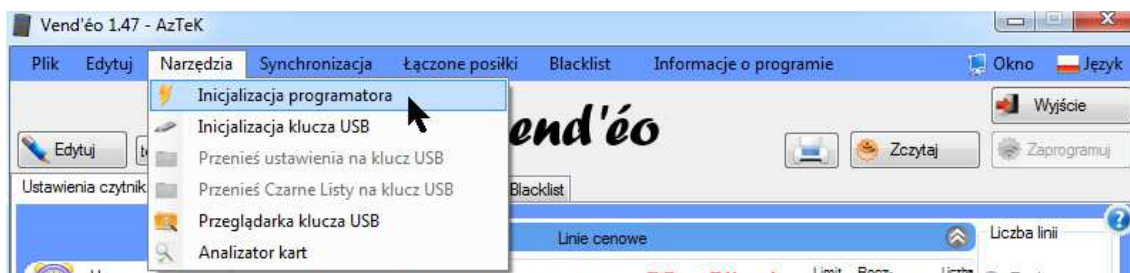 Vend'éo 1.47 - AzTeK
Plik Edytuj Narzędzia Synchronizacja Łączone posiłki Blacklist Informacje o programie Okno Język
Inicjalizacja programatora
Inicjalizacja klucza USB
Przenieś ustawienia na klucz USB
Przenieś Czarne Listy na klucz USB
Przeglądarka klucza USB
Analizator kart
end'éo
Wyjście
Edytuj Zczytaj Zaprogramuj
Ustawienia czytnik Blacklist
Linie cenowe Liczba linii
Limit